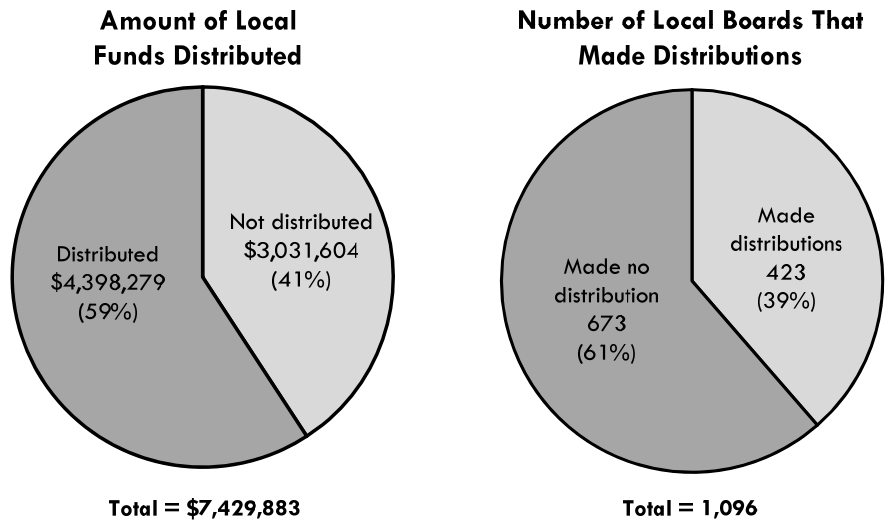 Amount of Local
Funds Distributed
Not distributed
$3,031,604
(41%)
Distributed
$4,398,279
(59%)
Total = $7,429,883
Number of Local Boards That
Made Distributions
Made
distributions
423
(39%)
Made no
distribution
673
(61%)
Total = 1,096